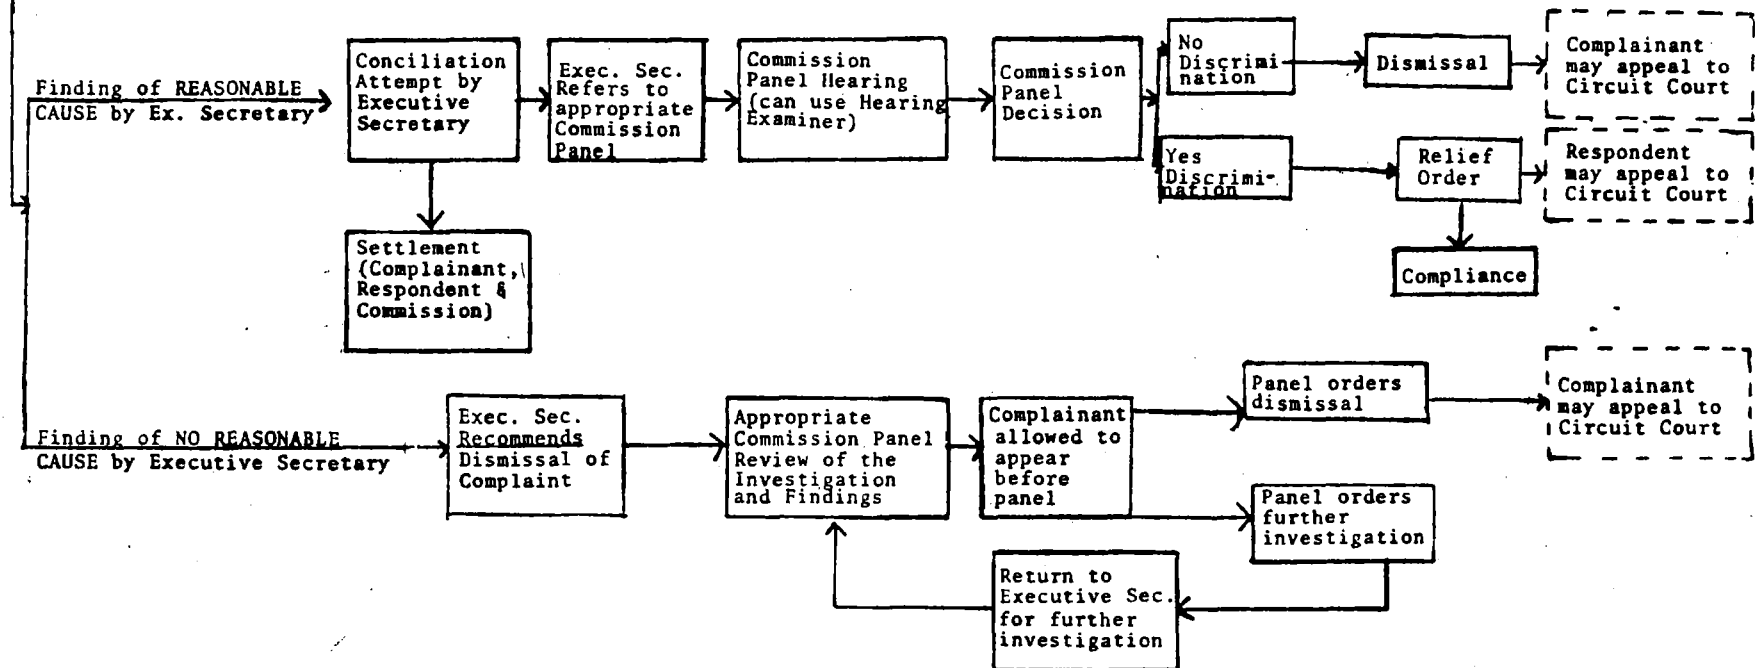 Finding of REASONABLE
CAUSE by Ex. Secretary
Conciliation
Attempt by
Executive
Secretary
Exec. Sec.
Refers to
appropriate
Commission
Panel
Commission
Panel Hearing
(can use Hearing
Examiner)
Commission
Panel
Decision
No
Discrimi
nation
Dismissal
Complainant
may appeal to
Circuit Court
Yes
Discrimi-
nation
Relief
Order
Respondent
may appeal to
Circuit Court
Compliance
Settlement
(Complainant,
Respondent &
Commission)
Finding of NO REASONABLE
CAUSE by Executive Secretary
Exec. Sec.
Recommends
Dismissal of
Complaint
Appropriate
Commission Panel
Review of the
Investigation
and Findings
Complainant
allowed to
appear
before
panel
Panel orders
dismissal
Complainant
may appeal to
Circuit Court
Panel orders
further
investigation
Return to
Executive Sec.
for further
investigation